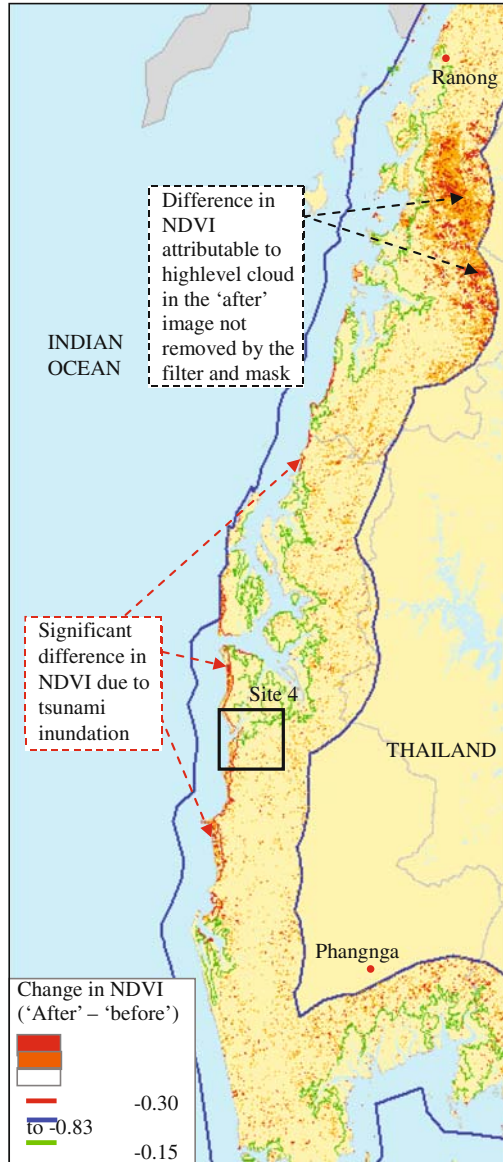 Ranong
Difference in
NDVI
attributable to
highlevel cloud
in the ‘after’
image not
removed by the
filter and mask
INDIAN
OCEAN
Significant
difference in
NDVI due to
tsunami
inundation
Site 4
THAILAND
Phangnga
Change in NDVI
(‘After’ – ‘before’)
-0.30
to -0.83
-0.15